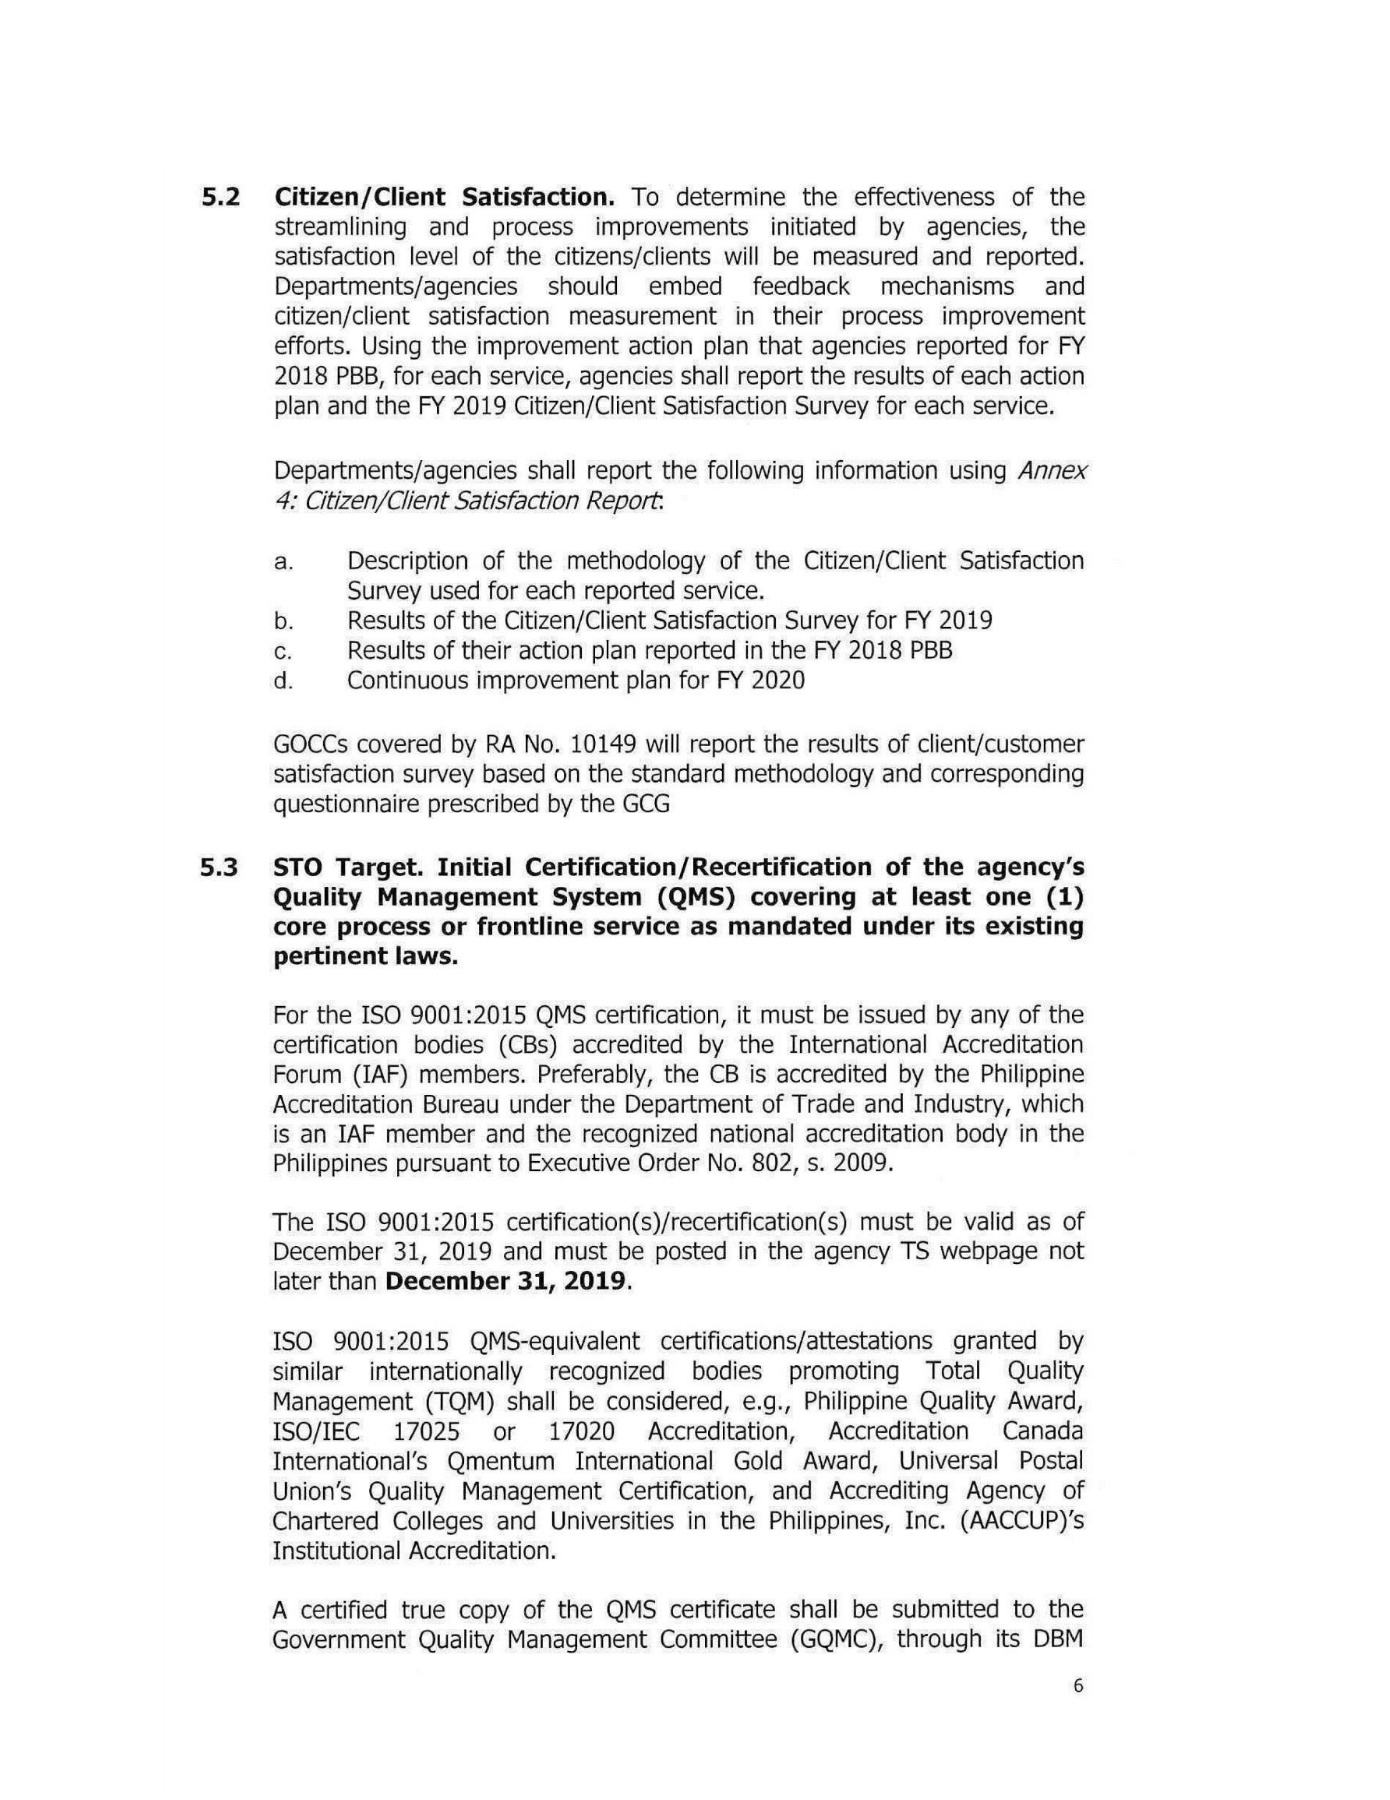 5.2 Citizen/Client Satisfaction. To determine the effectiveness of the
streamlining and process improvements initiated by agencies, the
satisfaction level of the citizens/clients will be measured and reported.
Departments/agencies should embed feedback mechanisms and
citizen/client satisfaction measurement in their process improvement
efforts. Using the improvement action plan that agencies reported for FY
2018 PBB, for each service, agencies shall report the results of each action
plan and the FY 2019 Citizen/Client Satisfaction Survey for each service.
Departments/agencies shall report the following information using Annex
4: Citizen/Client Satisfaction Report:
a. Description of the methodology of the Citizen/Client Satisfaction
Survey used for each reported service.
b. Results of the Citizen/Client Satisfaction Survey for FY 2019
c. Results of their action plan reported in the FY 2018 PBB
d. Continuous improvement plan for FY 2020
GOCCs covered by RA No. 10149 will report the results of client/customer
satisfaction survey based on the standard methodology and corresponding
questionnaire prescribed by the GCG
5.3 STO Target. Initial Certification/Recertification of the agency's
Quality Management System (QMS) covering at least one (1)
core process or frontline service as mandated under its existing
pertinent laws.
For the ISO 9001:2015 QMS certification, it must be issued by any of the
certification bodies (CBs) accredited by the International Accreditation
Forum (IAF) members. Preferably, the CB is accredited by the Philippine
Accreditation Bureau under the Department of Trade and Industry, which
is an IAF member and the recognized national accreditation body in the
Philippines pursuant to Executive Order No. 802, s. 2009.
The ISO 9001:2015 certification(s)/recertification(s) must be valid as of
December 31, 2019 and must be posted in the agency TS webpage not
later than December 31, 2019.
ISO 9001:2015 QMS-equivalent certifications/attestations granted by
similar internationally recognized bodies promoting Total Quality
Management (TQM) shall be considered, e.g., Philippine Quality Award,
ISO/IEC 17025 or 17020 Accreditation, Accreditation Canada
International's Qmentum International Gold Award, Universal Postal
Union's Quality Management Certification, and Accrediting Agency of
Chartered Colleges and Universities in the Philippines, Inc. (AACCUP)'s
Institutional Accreditation.
A certified true copy of the QMS certificate shall be submitted to the
Government Quality Management Committee (GQMC), through its DBM
6